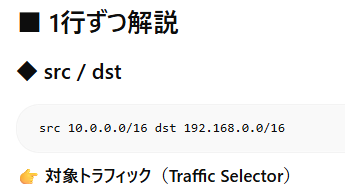 ■ 1行ずつ解説
◆ src / dst
src 10.0.0.0/16 dst 192.168.0.0/16
👉 対象トラフィック（Traffic Selector）